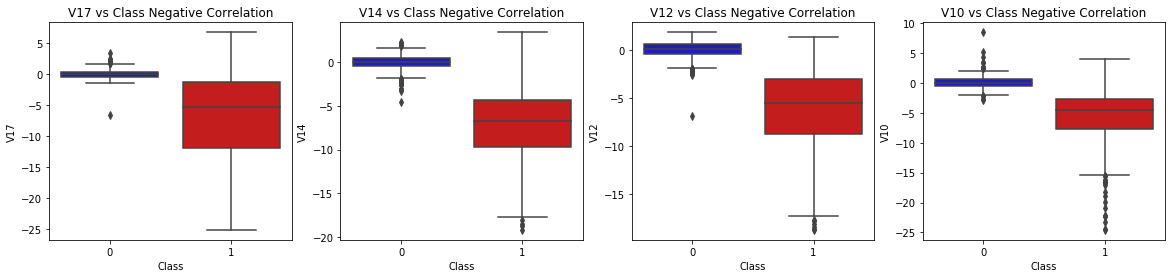 V17 vs Class Negative Correlation
V17
5
0
−5
−10
−15
−20
−25
0
1
Class
V14 vs Class Negative Correlation
V14
0
−5
−10
−15
−20
0
1
Class
V12 vs Class Negative Correlation
V12
0
−5
−10
−15
0
1
Class
V10 vs Class Negative Correlation
V10
10
5
0
−5
−10
−15
−20
−25
0
1
Class